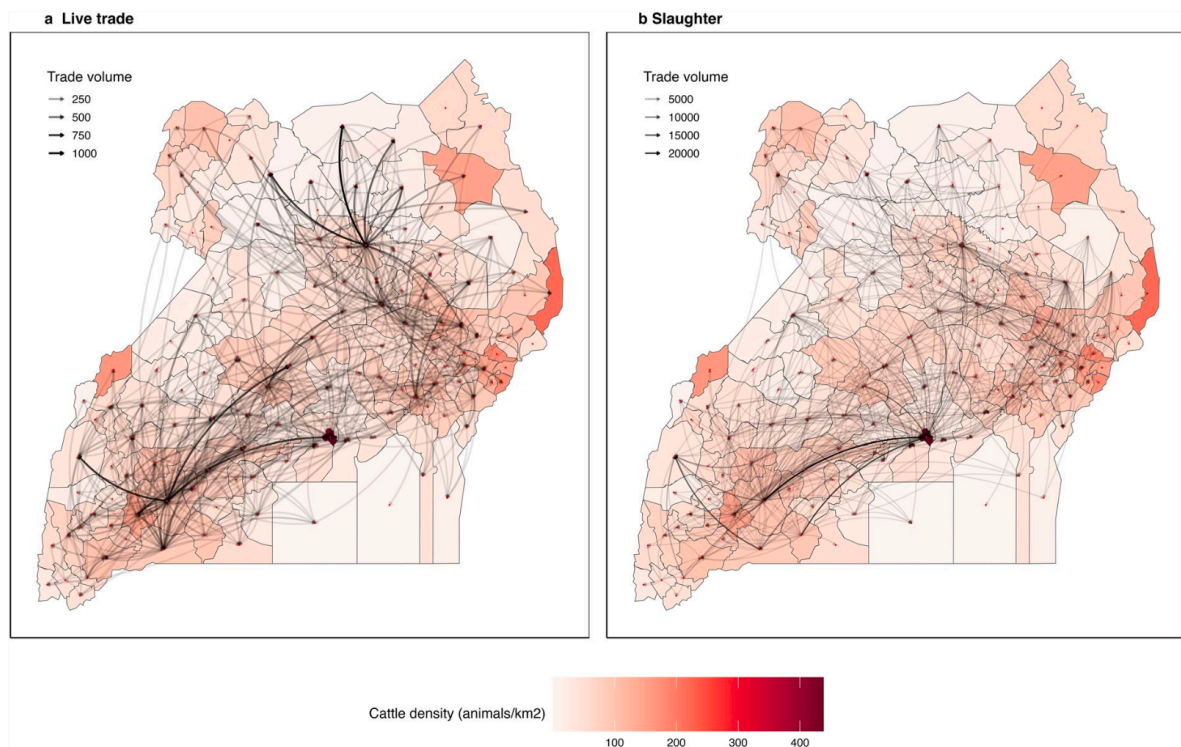 a Live trade
Trade volume
250
500
750
1000
b Slaughter
Trade volume
5000
10000
15000
20000
Cattle density (animals/km2)
100 200 300 400